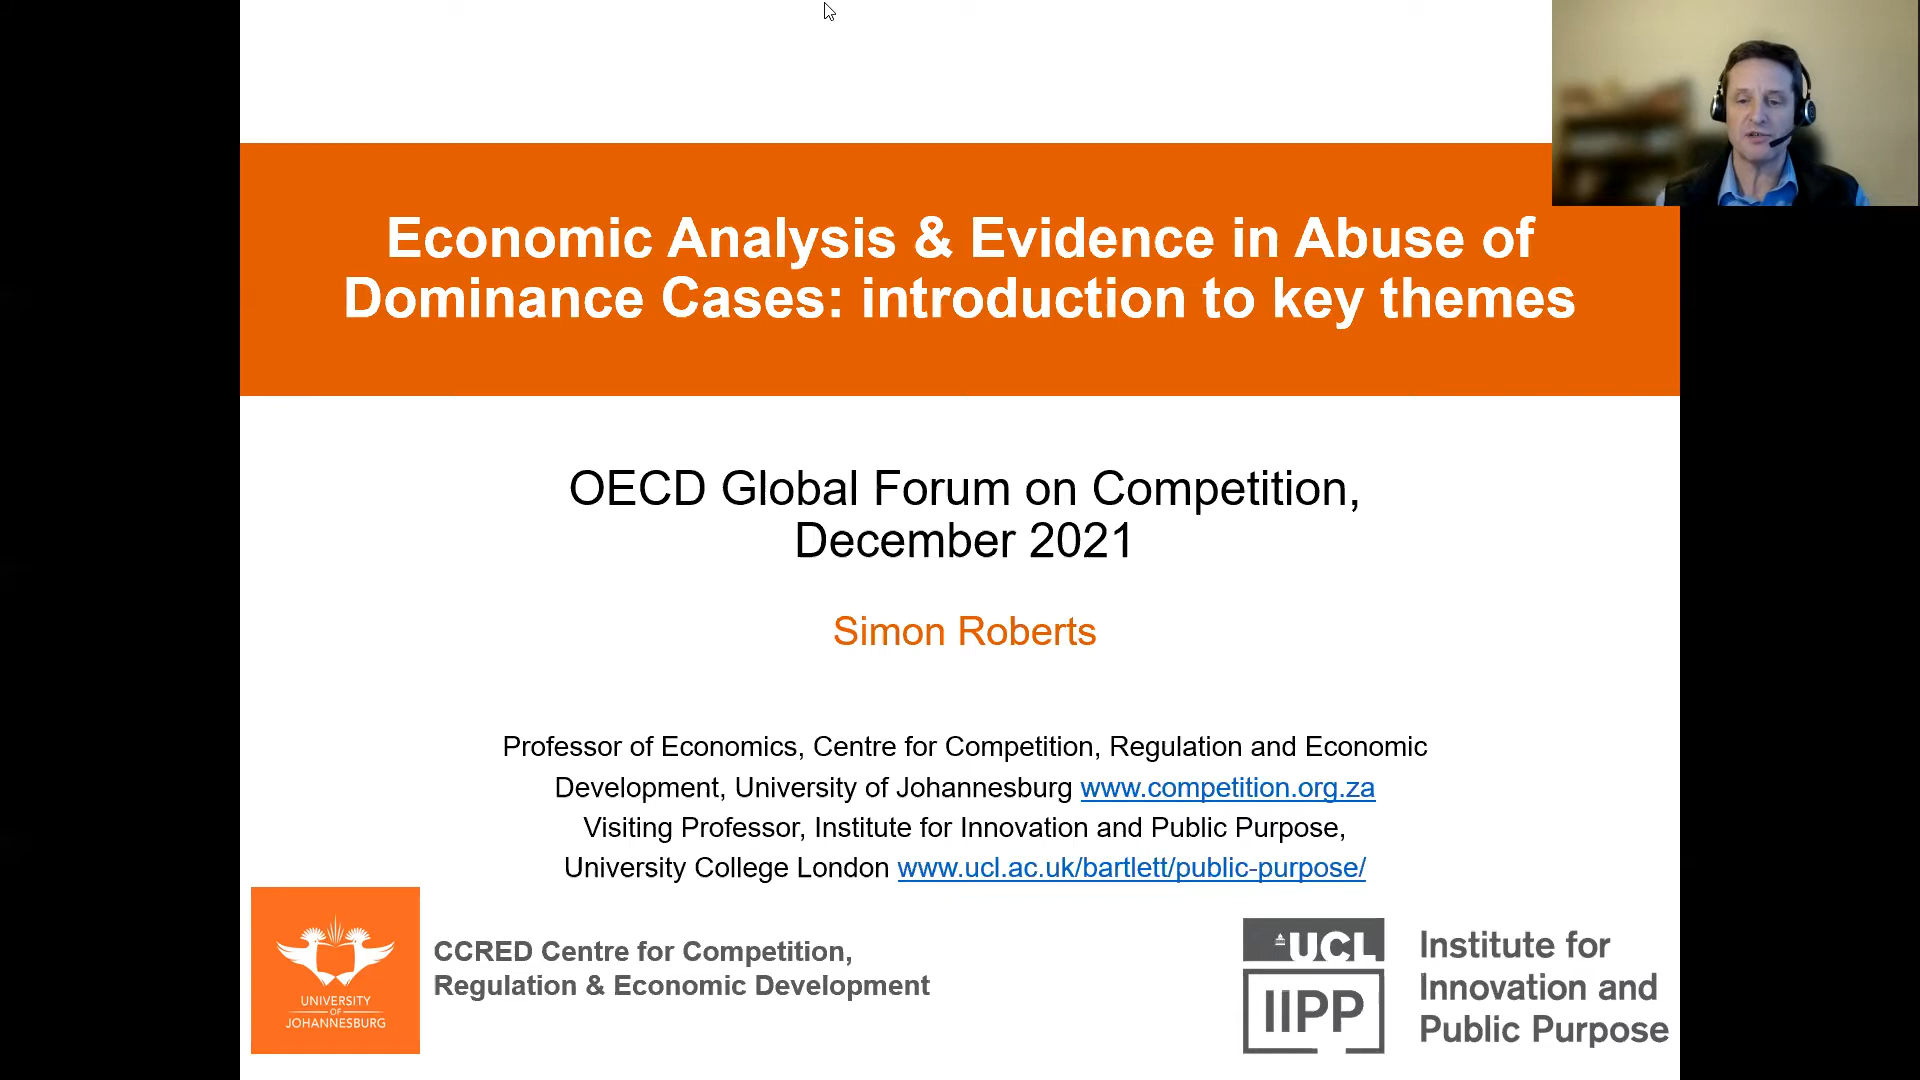 Economic Analysis & Evidence in Abuse of
Dominance Cases: introduction to key themes
OECD Global Forum on Competition,
December 2021
Simon Roberts
Professor of Economics, Centre for Competition, Regulation and Economic
Development, University of Johannesburg www.competition.org.za
Visiting Professor, Institute for Innovation and Public Purpose,
University College London www.ucl.ac.uk/bartlett/public-purpose/
UNIVERSITY
OF
JOHANNESBURG
CCRED Centre for Competition,
Regulation & Economic Development
UCL
IIPP
Institute for
Innovation and
Public Purpose